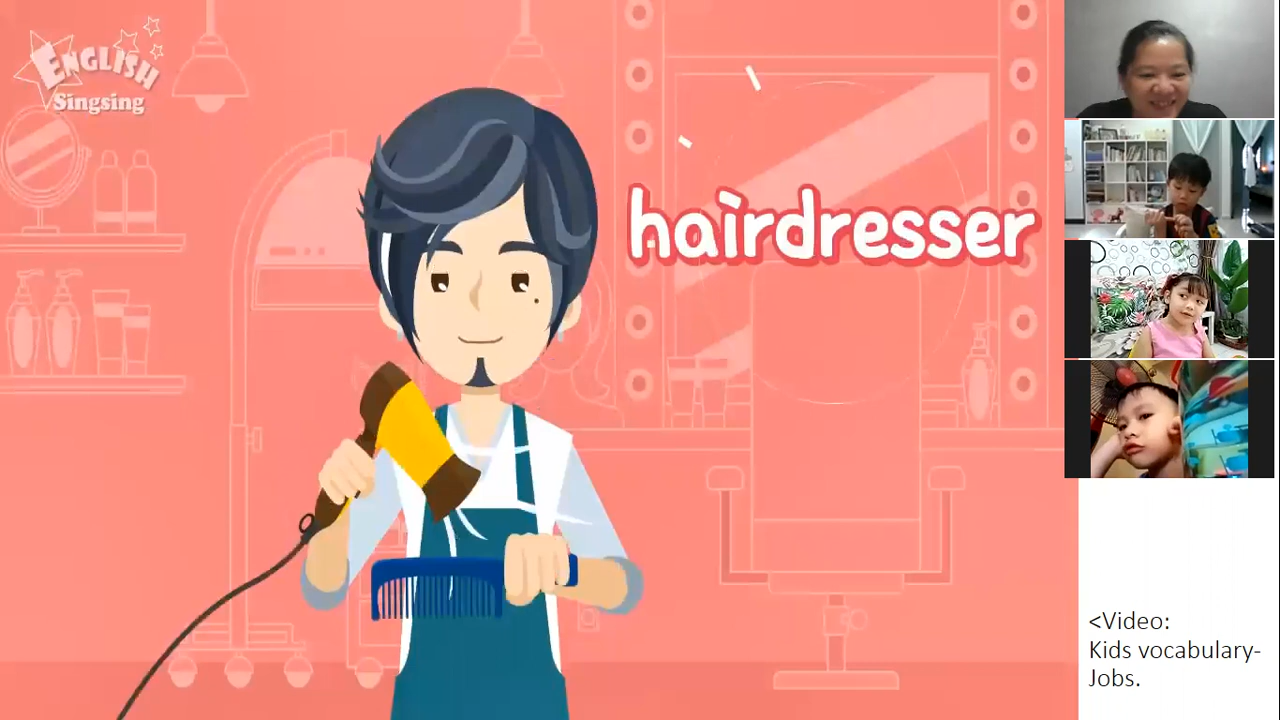 ENGLISH
Singsing
hairdresser
<Video:
Kids vocabulary-
Jobs.